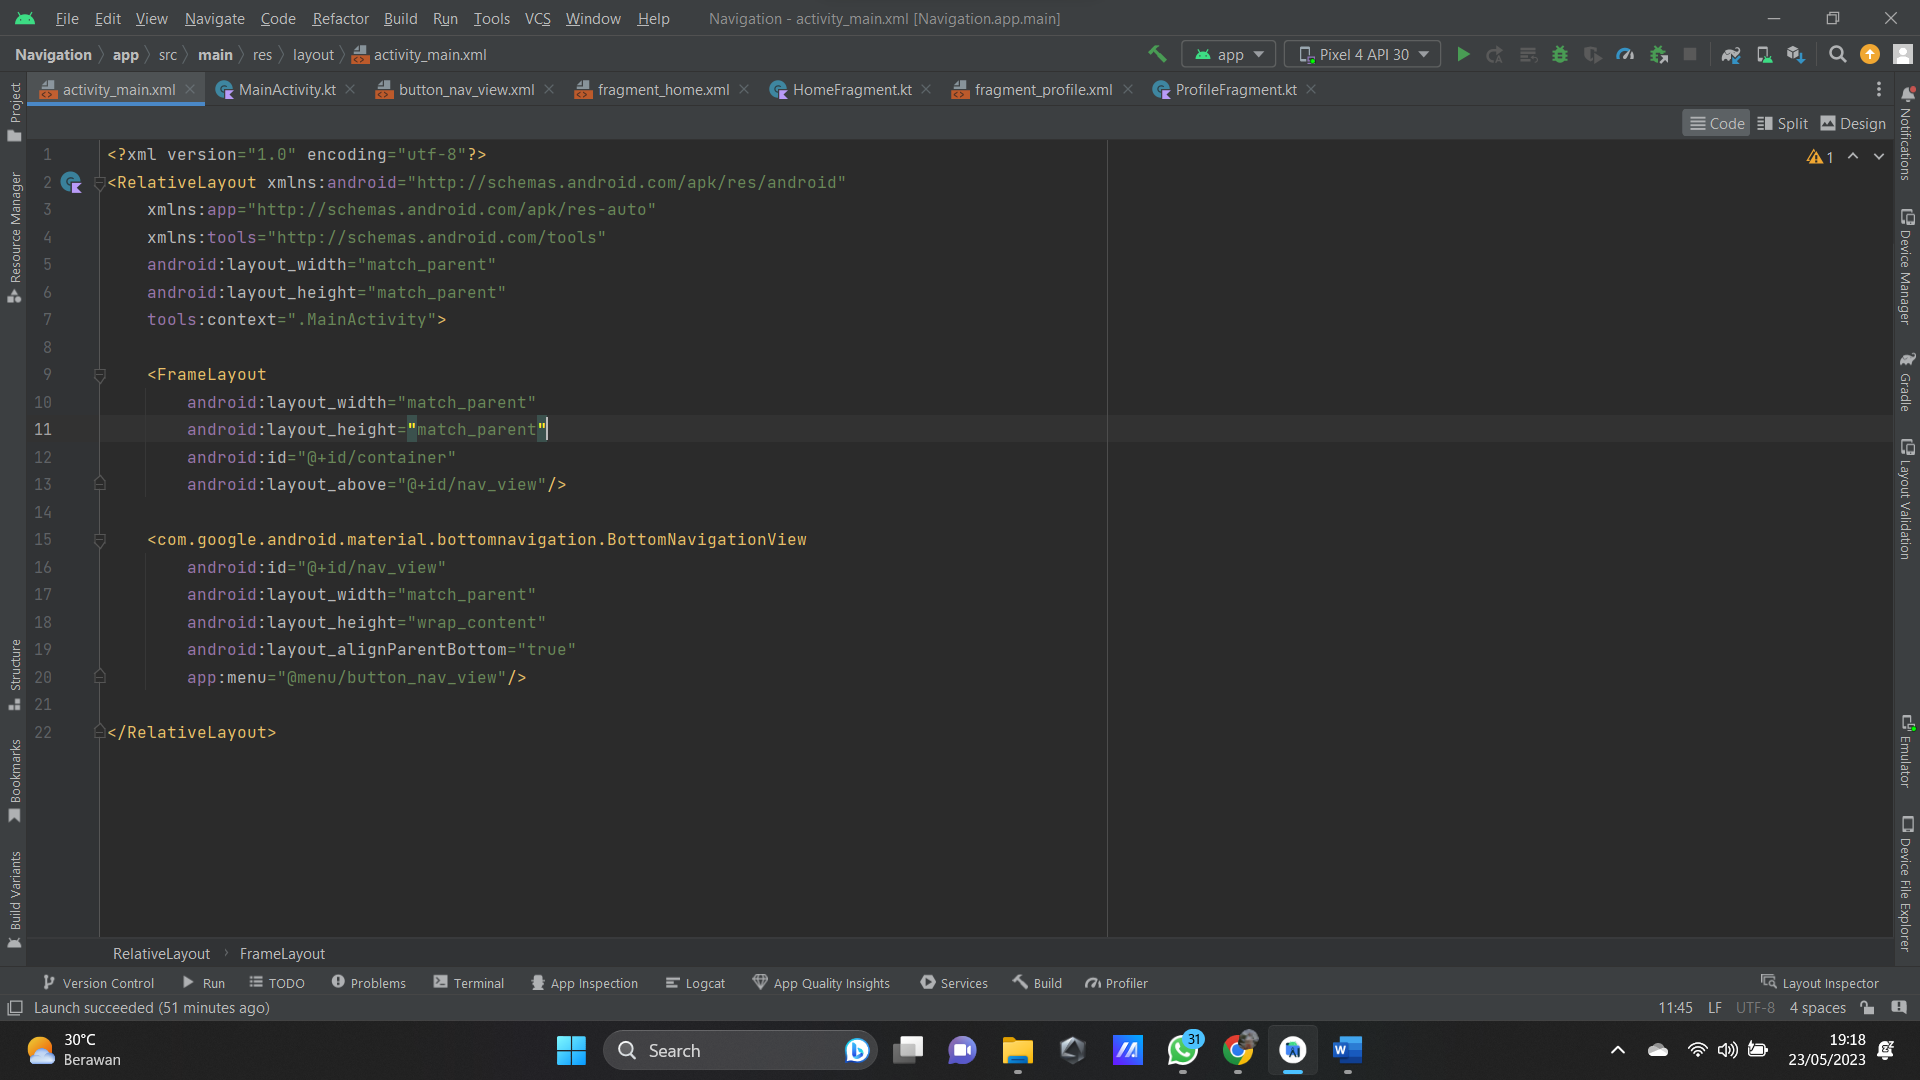 File Edit View Navigate Code Refactor Build Run Tools VCS Window Help Navigation - activity_main.xml [Navigation.app.main]
Navigation app src main res layout activity_main.xml app Pixel 4 API 30
activity_main.xml MainActivity.kt button_nav_view.xml fragment_home.xml HomeFragment.kt fragment_profile.xml ProfileFragment.kt
Code Split Design
1
Project
Resource Manager
Structure
Bookmarks
Build Variants
Notifications
Device Manager
Gradle
Layout Validation
Emulator
Device File Explorer
1 <?xml version="1.0" encoding="utf-8"?>
2 <RelativeLayout xmlns:android="http://schemas.android.com/apk/res/android"
3 xmlns:app="http://schemas.android.com/apk/res-auto"
4 xmlns:tools="http://schemas.android.com/tools"
5 android:layout_width="match_parent"
6 android:layout_height="match_parent"
7 tools:context=".MainActivity">
8
9 <FrameLayout
10 android:layout_width="match_parent"
11 android:layout_height="match_parent"
12 android:id="@+id/container"
13 android:layout_above="@+id/nav_view"/>
14
15 <com.google.android.material.bottomnavigation.BottomNavigationView
16 android:id="@+id/nav_view"
17 android:layout_width="match_parent"
18 android:layout_height="wrap_content"
19 android:layout_alignParentBottom="true"
20 app:menu="@menu/button_nav_view"/>
21
22 </RelativeLayout>
RelativeLayout FrameLayout
Version Control Run TODO Problems Terminal App Inspection Logcat App Quality Insights Services Build Profiler Layout Inspector
Launch succeeded (51 minutes ago) 11:45 LF UTF-8 4 spaces
30°C
Berawan
Search
31
19:18
23/05/2023